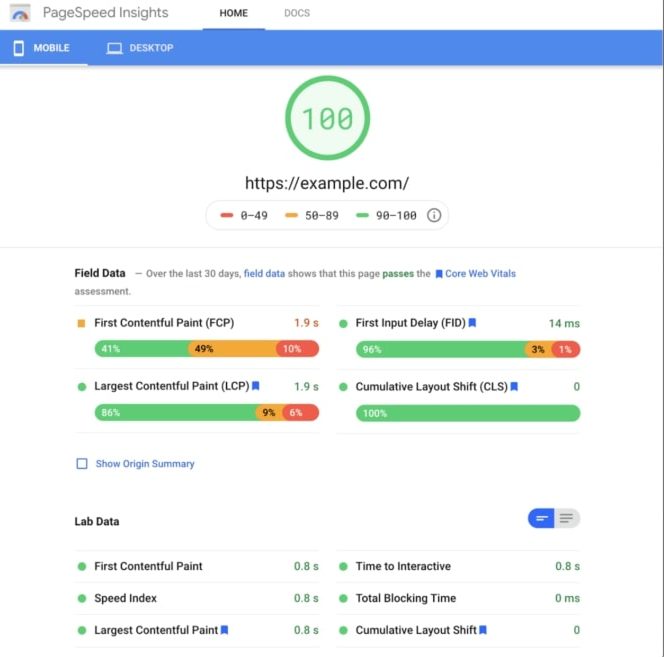 PageSpeed Insights HOME DOCS
MOBILE DESKTOP
100
https://example.com/
0–49 50–89 90–100
Field Data — Over the last 30 days, field data shows that this page passes the Core Web Vitals
assessment.
First Contentful Paint (FCP) 1.9 s
41% 49% 10%
First Input Delay (FID) 14 ms
96% 3% 1%
Largest Contentful Paint (LCP) 1.9 s
86% 9% 6%
Cumulative Layout Shift (CLS) 0
100%
Show Origin Summary
Lab Data
First Contentful Paint 0.8 s
Time to Interactive 0.8 s
Speed Index 0.8 s
Total Blocking Time 0 ms
Largest Contentful Paint 0.8 s
Cumulative Layout Shift 0